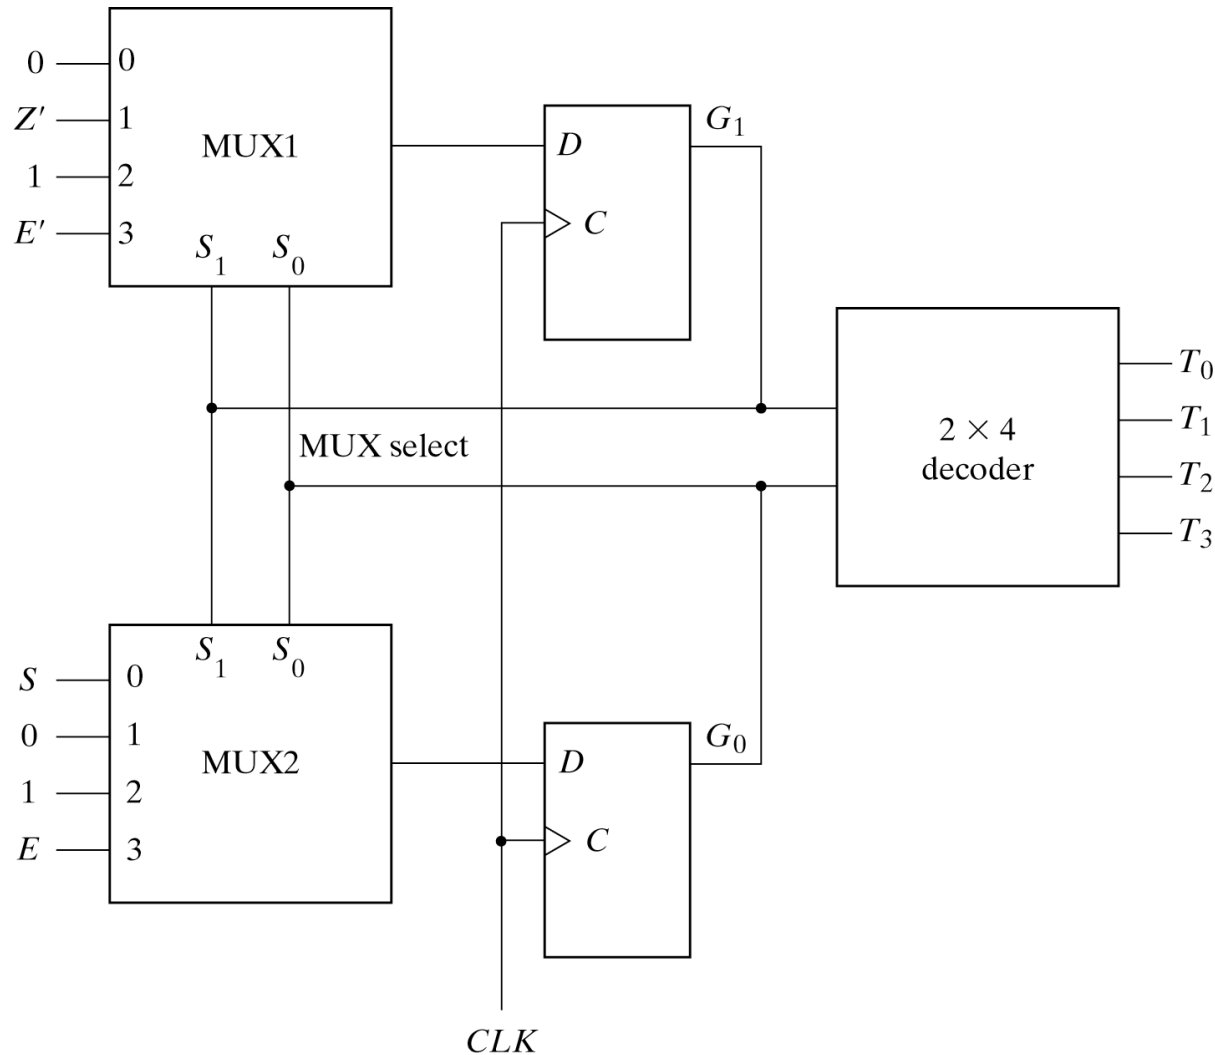 0
0
Z′
1
MUX1
1
2
E′
3
S₁
S₀
D
C
G₁
MUX select
2 × 4
decoder
T₀
T₁
T₂
T₃
S₁
S₀
S
0
0
1
MUX2
1
2
E
3
D
C
G₀
CLK